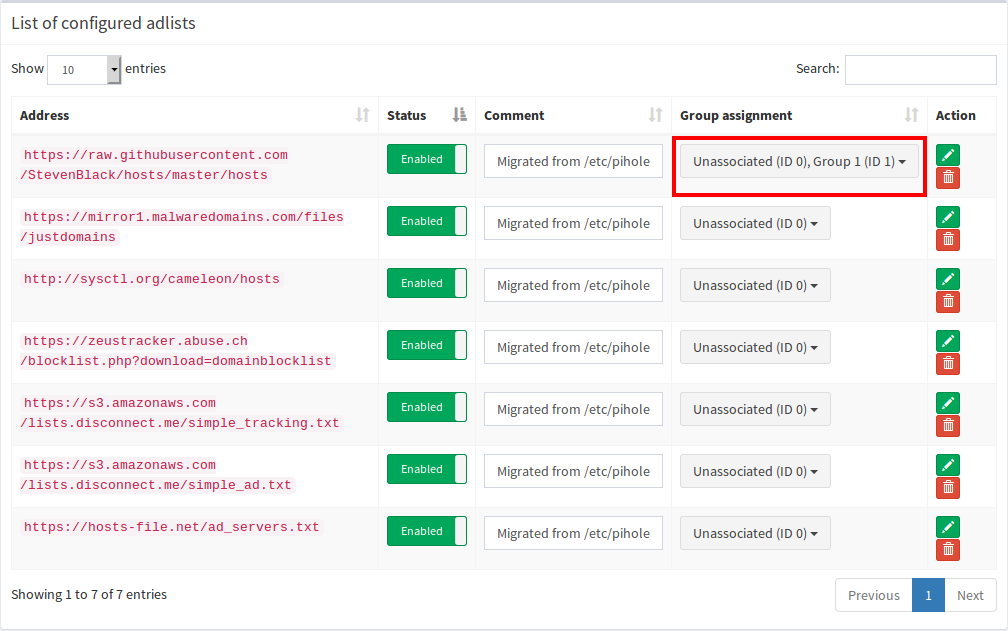 List of configured adlists
Show 10 entries Search:
Address Status Comment Group assignment Action
https://raw.githubusercontent.com
/StevenBlack/hosts/master/hosts
Enabled Migrated from /etc/pihole Unassociated (ID 0), Group 1 (ID 1)
https://mirror1.malwaredomains.com/files
/justdomains
Enabled Migrated from /etc/pihole Unassociated (ID 0)
http://sysctl.org/cameleon/hosts
Enabled Migrated from /etc/pihole Unassociated (ID 0)
https://zeustracker.abuse.ch
/blocklist.php?download=domainblocklist
Enabled Migrated from /etc/pihole Unassociated (ID 0)
https://s3.amazonaws.com
/lists.disconnect.me/simple_tracking.txt
Enabled Migrated from /etc/pihole Unassociated (ID 0)
https://s3.amazonaws.com
/lists.disconnect.me/simple_ad.txt
Enabled Migrated from /etc/pihole Unassociated (ID 0)
https://hosts-file.net/ad_servers.txt
Enabled Migrated from /etc/pihole Unassociated (ID 0)
Showing 1 to 7 of 7 entries Previous 1 Next